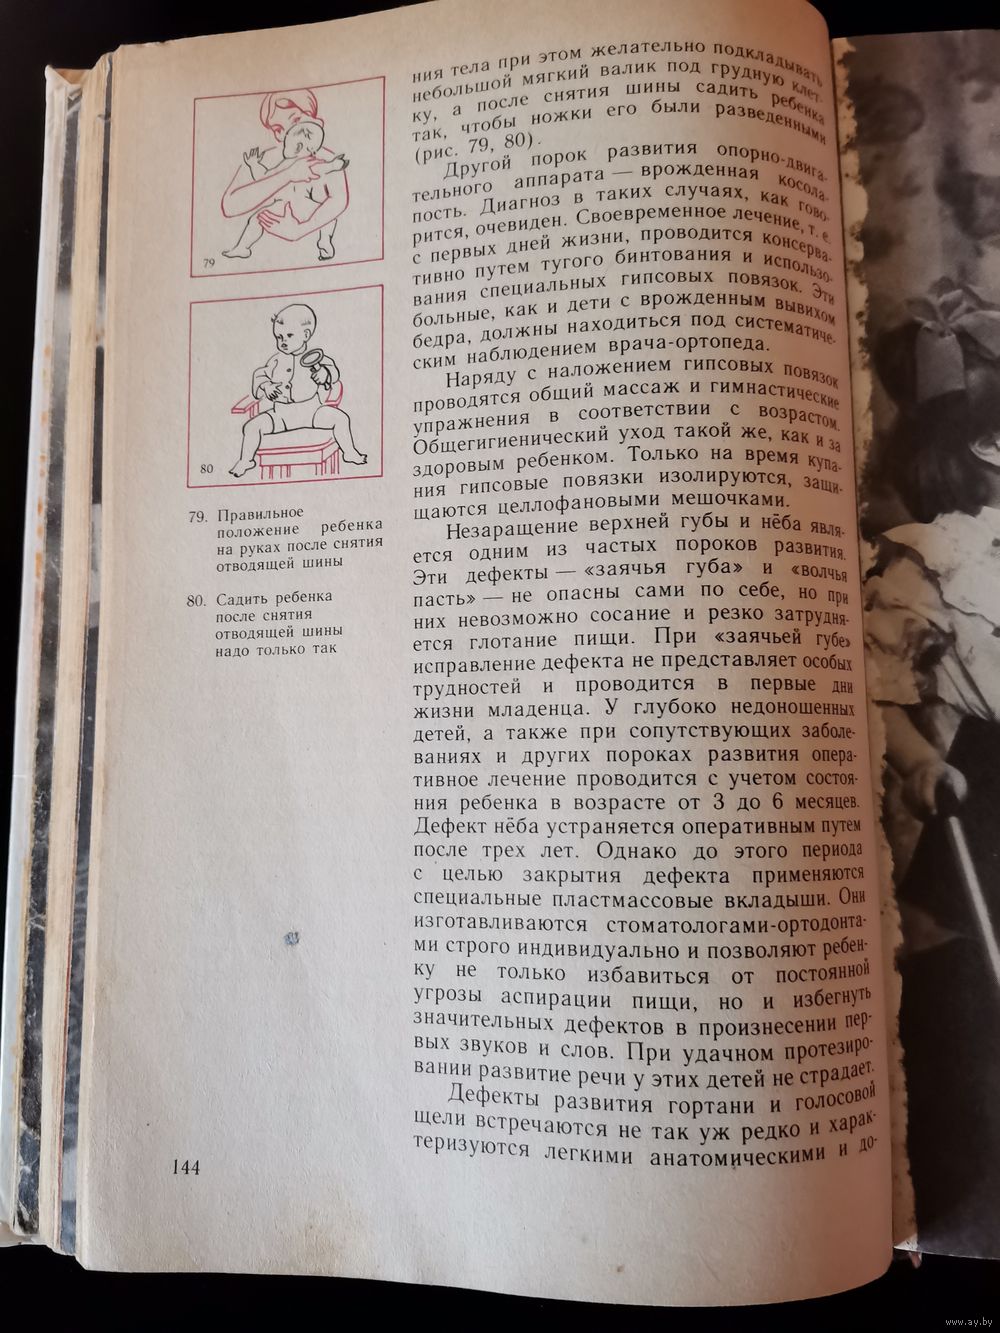 79
80
79. Правильное
положение ребенка
на руках после снятия
отводящей шины
80. Садить ребенка
после снятия
отводящей шины
надо только так
144
ния тела при этом желательно подкладывать
небольшой мягкий валик под грудную клет-
ку, а после снятия шины садить ребенка
так, чтобы ножки его были разведенными
(рис. 79, 80).
Другой порок развития опорно-двига-
тельного аппарата — врожденная косола-
пость. Диагноз в таких случаях, как гово-
рится, очевиден. Своевременное лечение, т. е.
с первых дней жизни, проводится консерва-
тивно путем тугого бинтования и использо-
вания специальных гипсовых повязок. Эти
больные, как и дети с врожденным вывихом
бедра, должны находиться под систематиче-
ским наблюдением врача-ортопеда.
Наряду с наложением гипсовых повязок
проводятся общий массаж и гимнастические
упражнения в соответствии с возрастом.
Общегигиенический уход такой же, как и за
здоровым ребенком. Только на время купа-
ния гипсовые повязки изолируются, защи-
щаются целлофановыми мешочками.
Незаращение верхней губы и нёба явля-
ется одним из частых пороков развития.
Эти дефекты — «заячья губа» и «волчья
пасть» — не опасны сами по себе, но при
них невозможно сосание и резко затрудня-
ется глотание пищи. При «заячьей губе»
исправление дефекта не представляет особых
трудностей и проводится в первые дни
жизни младенца. У глубоко недоношенных
детей, а также при сопутствующих заболе-
ваниях и других пороках развития опера-
тивное лечение проводится с учетом состоя-
ния ребенка в возрасте от 3 до 6 месяцев.
Дефект нёба устраняется оперативным путем
после трех лет. Однако до этого периода
с целью закрытия дефекта применяются
специальные пластмассовые вкладыши. Они
изготавливаются стоматологами-ортодонта-
ми строго индивидуально и позволяют ребен-
ку не только избавиться от постоянной
угрозы аспирации пищи, но и избегнуть
значительных дефектов в произнесении пер-
вых звуков и слов. При удачном протезиро-
вании развитие речи у этих детей не страдает.
Дефекты развития гортани и голосовой
щели встречаются не так уж редко и харак-
теризуются легкими анатомическими и до-
www.ay.by